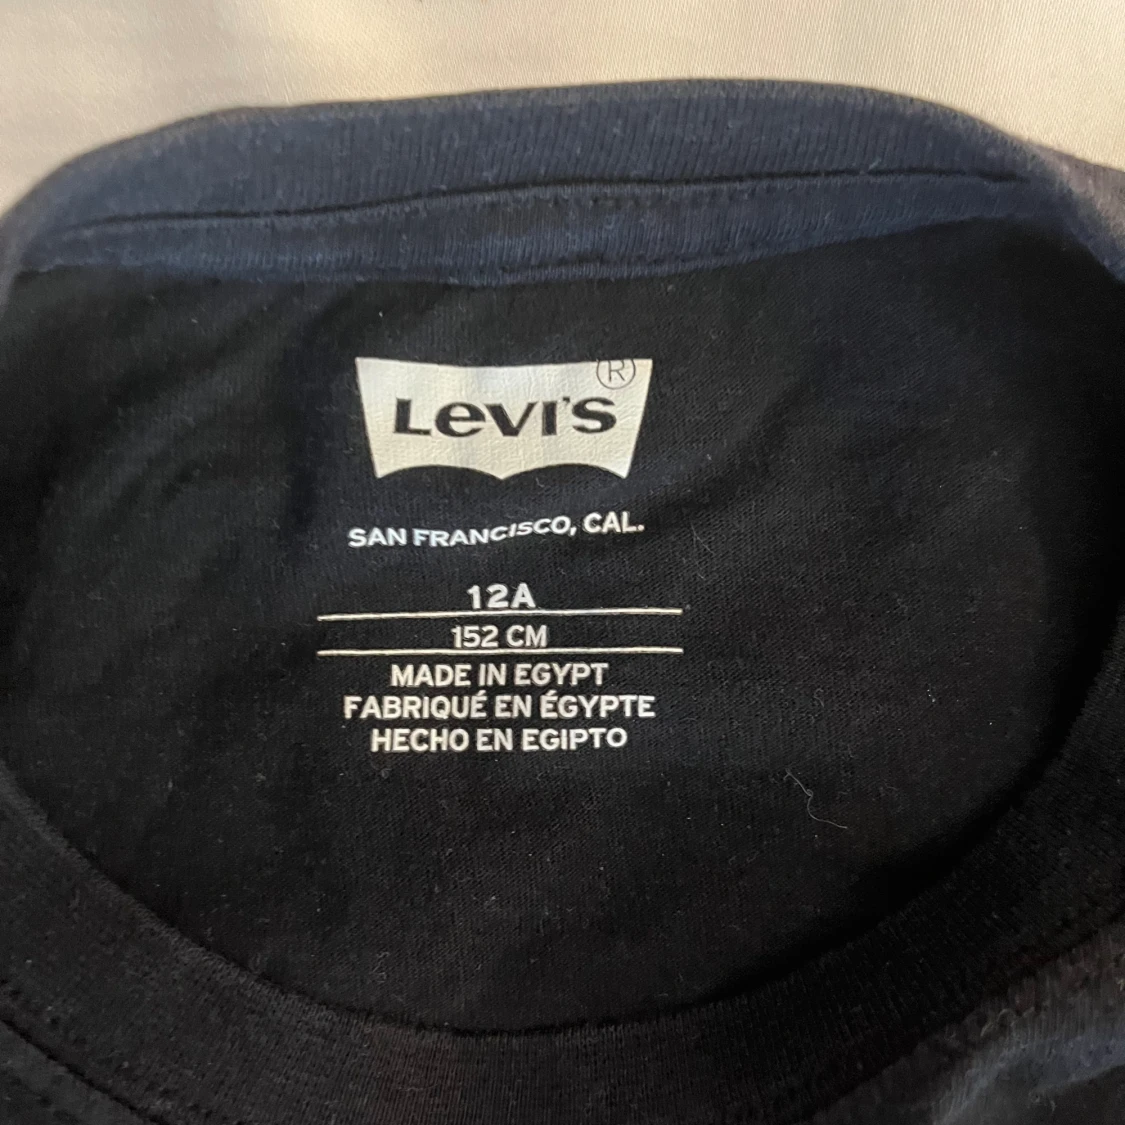 LEVI'S ®
SAN FRANCISCO, CAL.
12A
152 CM
MADE IN EGYPT
FABRIQUÉ EN ÉGYPTE
HECHO EN EGIPTO